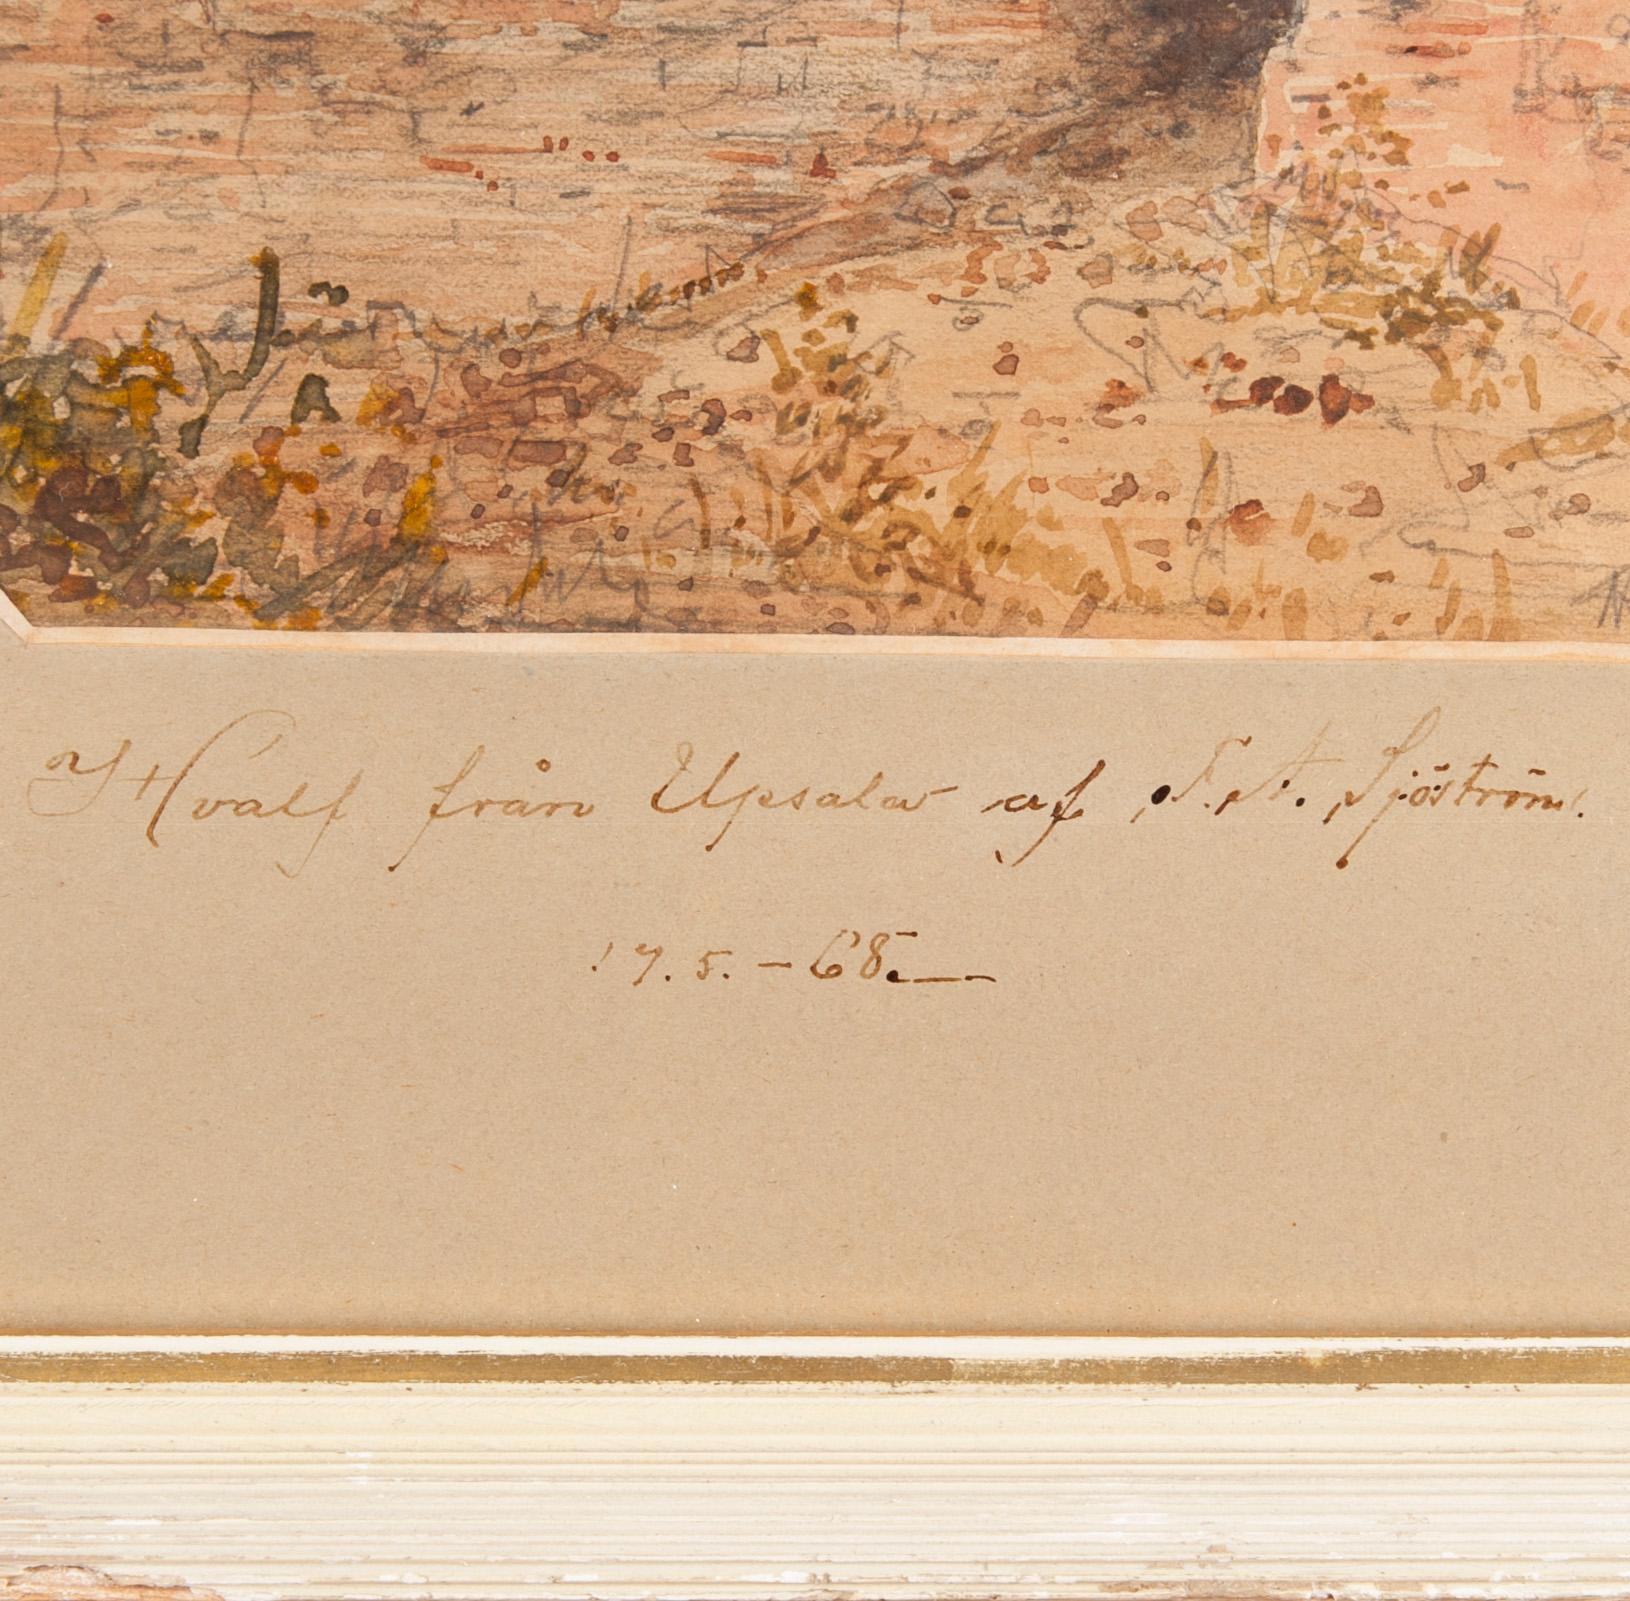 Hvalf från Upsala af F. A. Sjöström.
17. 5. - 68.